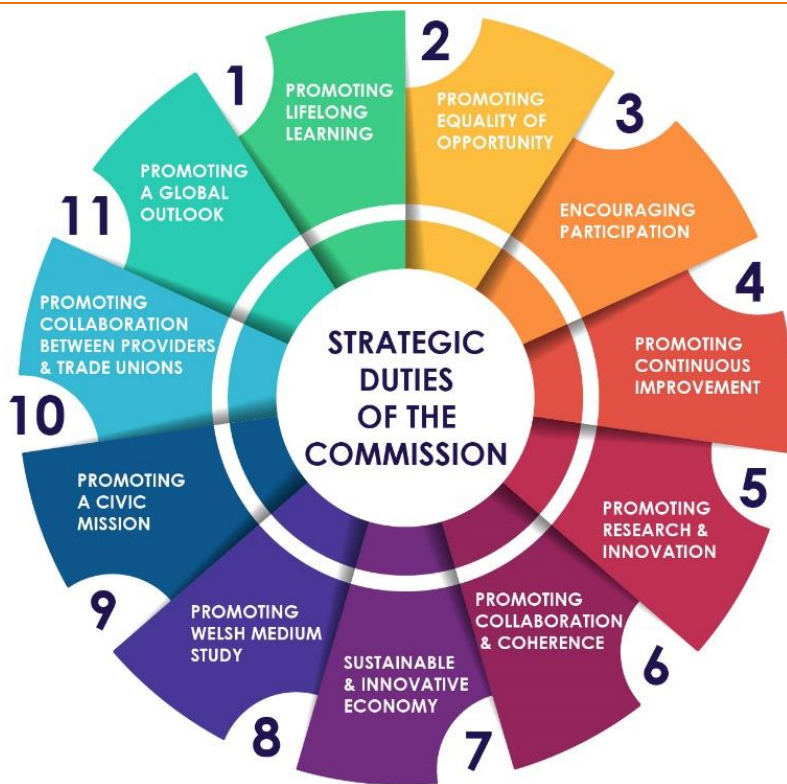 1
PROMOTING
LIFELONG
LEARNING
2
PROMOTING
EQUALITY OF
OPPORTUNITY
3
ENCOURAGING
PARTICIPATION
4
PROMOTING
CONTINUOUS
IMPROVEMENT
5
PROMOTING
RESEARCH &
INNOVATION
6
PROMOTING
COLLABORATION
& COHERENCE
7
SUSTAINABLE
& INNOVATIVE
ECONOMY
8
PROMOTING
WELSH MEDIUM
STUDY
9
PROMOTING
A CIVIC
MISSION
10
PROMOTING
COLLABORATION
BETWEEN PROVIDERS
& TRADE UNIONS
11
PROMOTING
A GLOBAL
OUTLOOK
STRATEGIC
DUTIES
OF THE
COMMISSION